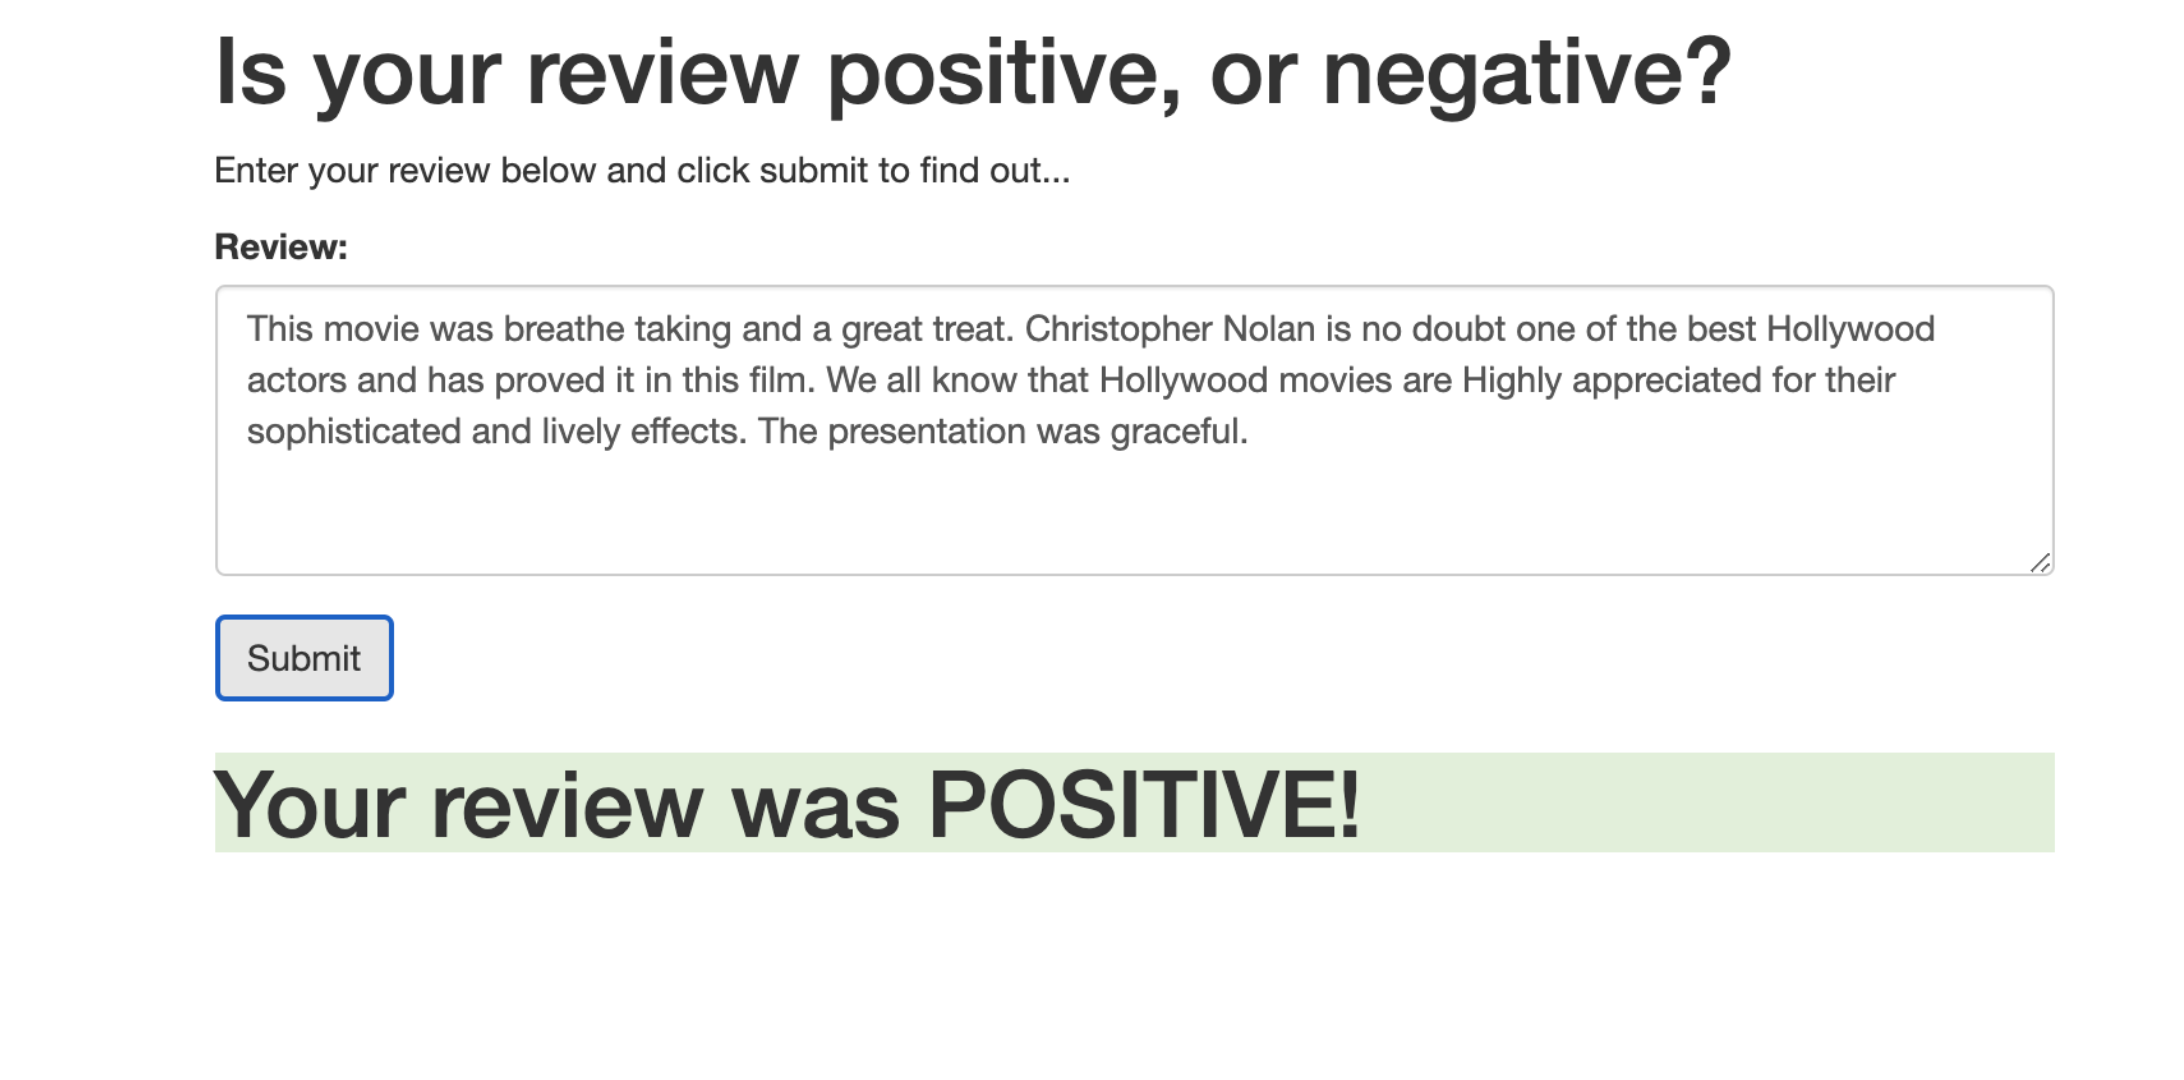 Is your review positive, or negative?
Enter your review below and click submit to find out...
Review:
This movie was breathe taking and a great treat. Christopher Nolan is no doubt one of the best Hollywood
actors and has proved it in this film. We all know that Hollywood movies are Highly appreciated for their
sophisticated and lively effects. The presentation was graceful.
Submit
Your review was POSITIVE!